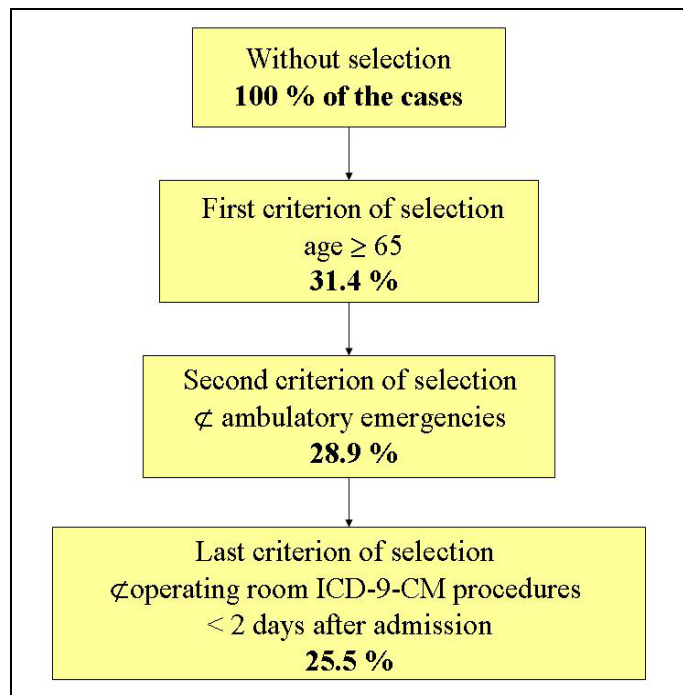 Without selection
100 % of the cases
First criterion of selection
age ≥ 65
31.4 %
Second criterion of selection
⊄ ambulatory emergencies
28.9 %
Last criterion of selection
⊄operating room ICD-9-CM procedures
< 2 days after admission
25.5 %